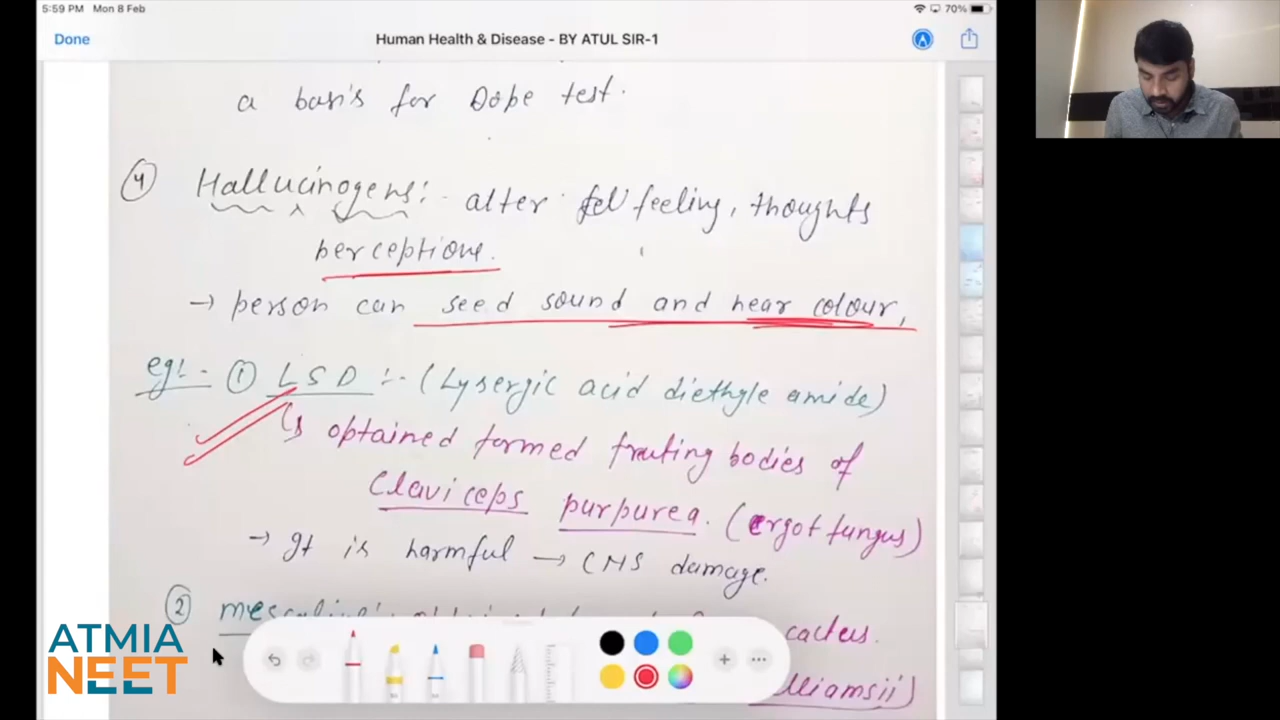 5:59 PM Mon 8 Feb
70%
Done
Human Health & Disease - BY ATUL SIR-1
a basis for Dope test.
4 Hallucinogens:- alter feeling, thoughts
perceptions.
→ person can seed sound and hear colour,
eg:- 1 LSD :- (Lysergic acid diethyle amide)
↳ obtained formed fruting bodies of
Claviceps purpurea. (ergot fungus)
→ It is harmful → CNS damage.
2 mescaline cactus.
lliamsii)
ATMIA
NEET